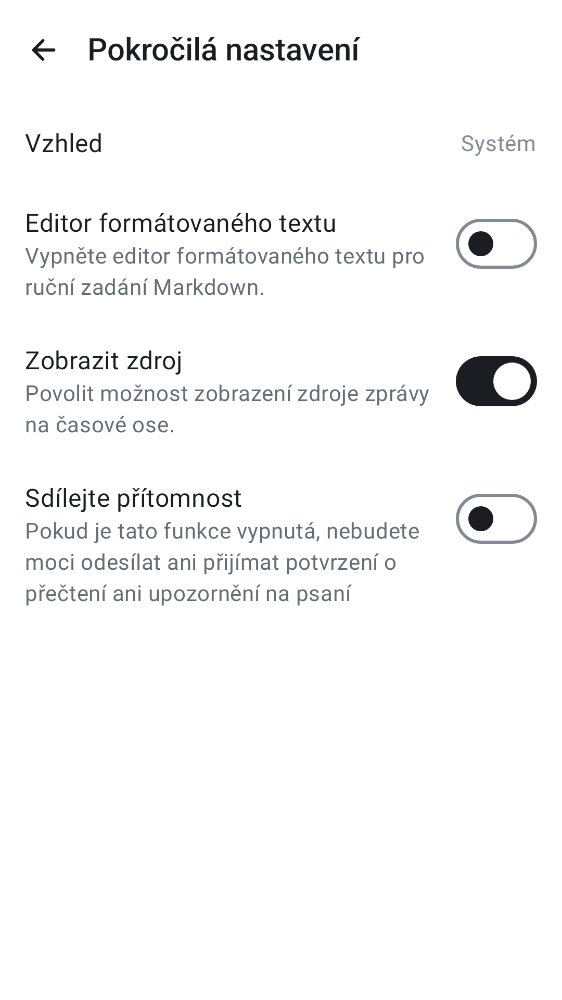 Pokročilá nastavení
Vzhled
Systém
Editor formátovaného textu
Vypněte editor formátovaného textu pro
ruční zadání Markdown.
Zobrazit zdroj
Povolit možnost zobrazení zdroje zprávy
na časové ose.
Sdílejte přítomnost
Pokud je tato funkce vypnutá, nebudete
moci odesílat ani přijímat potvrzení o
přečtení ani upozornění na psaní